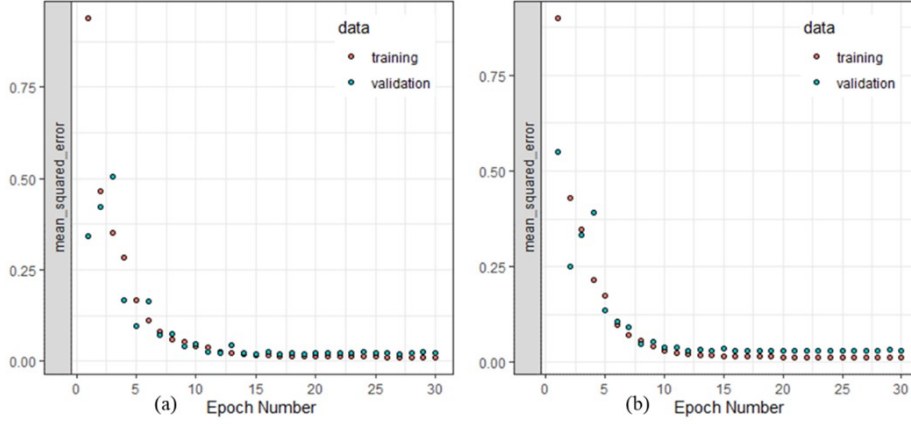 data
training
validation
mean_squared_error
0.75
0.50
0.25
0.00
0 5 10 15 20 25 30
(a) Epoch Number
data
training
validation
mean_squared_error
0.75
0.50
0.25
0.00
0 5 10 15 20 25 30
(b) Epoch Number